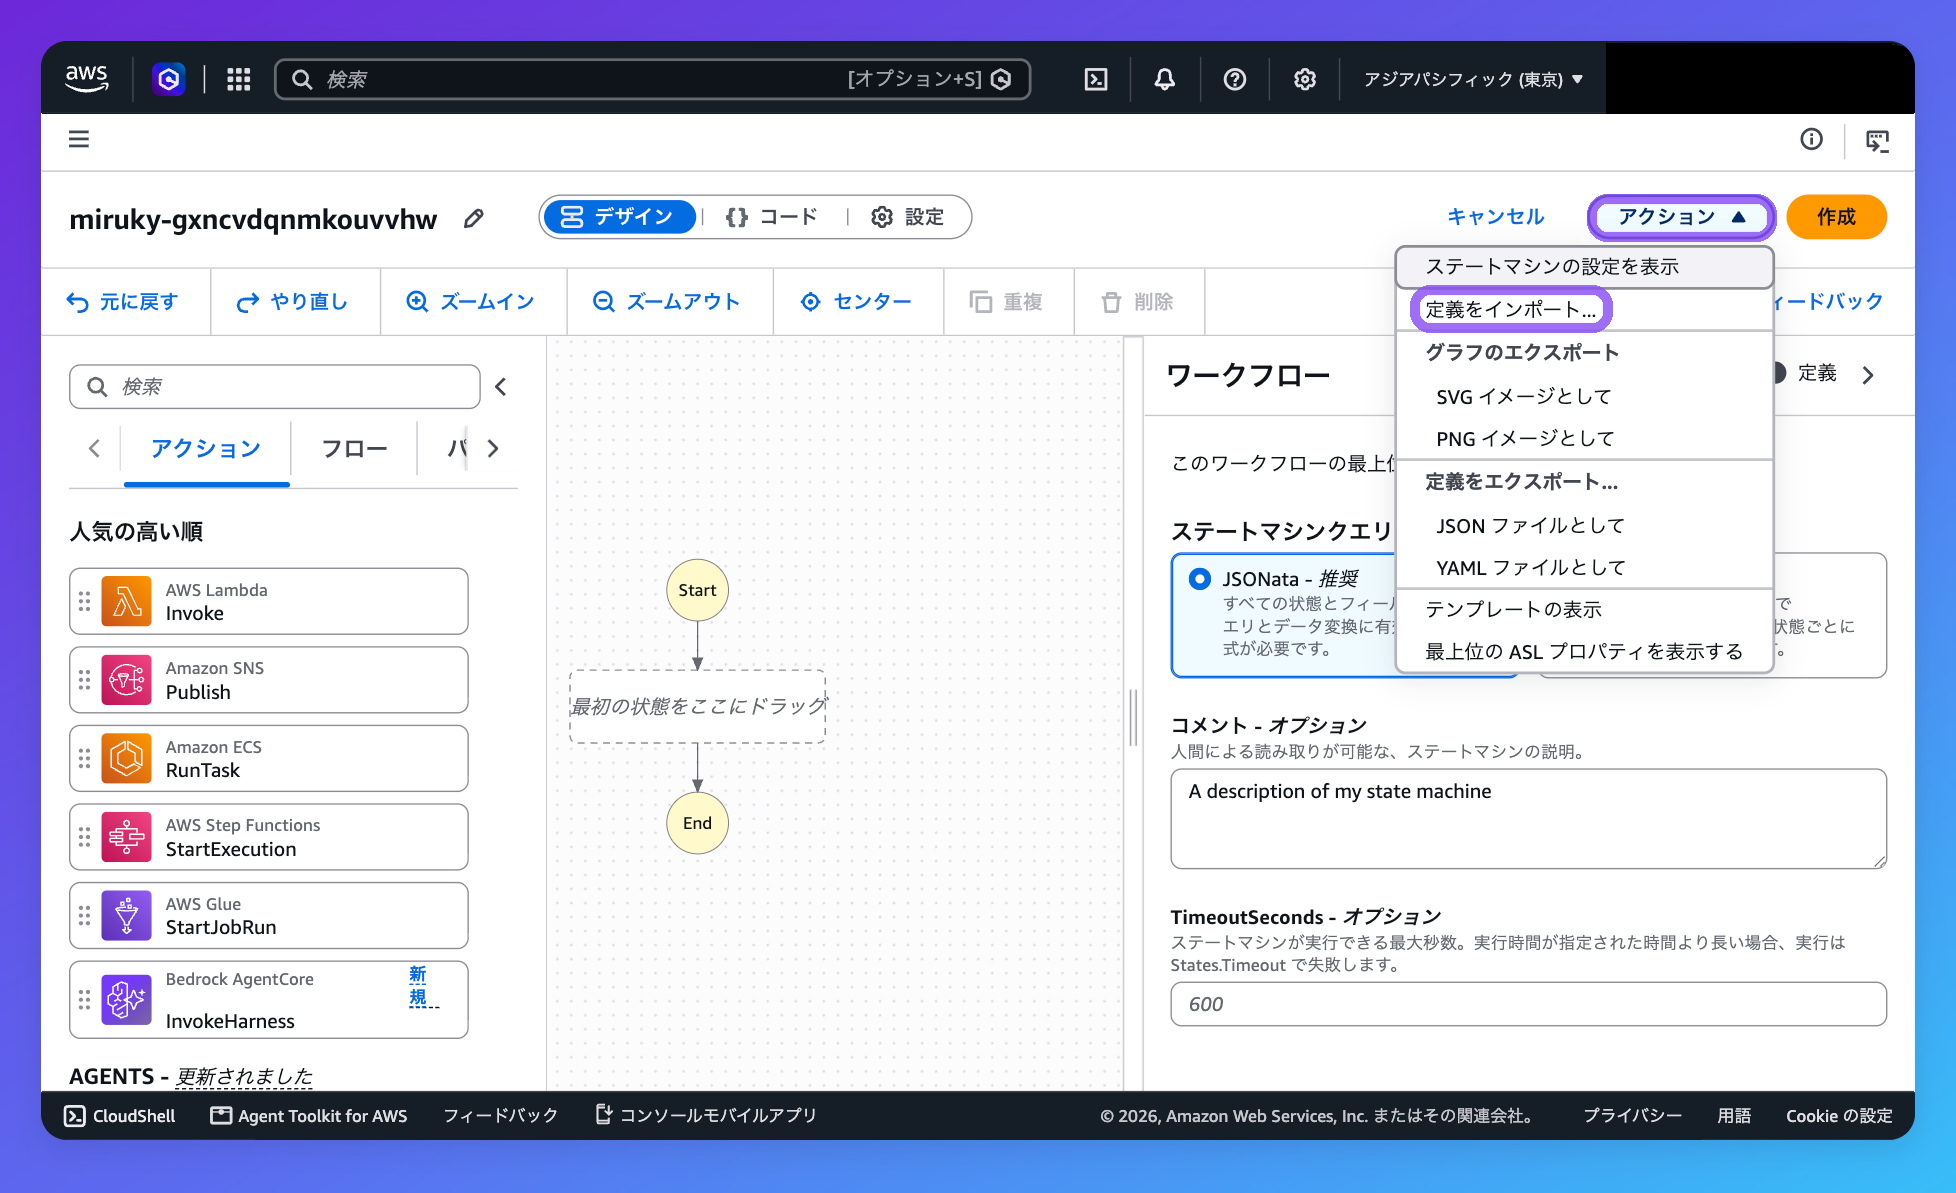 aws
検索
[オプション+S]
アジアパシフィック (東京) ▼
miruky-gxncvdqnmkouvvhw
デザイン
コード
設定
キャンセル
アクション ▲
作成
元に戻す
やり直し
ズームイン
ズームアウト
センター
重複
削除
ィードバック
ステートマシンの設定を表示
定義をインポート...
グラフのエクスポート
SVG イメージとして
PNG イメージとして
定義をエクスポート...
JSON ファイルとして
YAML ファイルとして
テンプレートの表示
最上位の ASL プロパティを表示する
検索
アクション
フロー
パ
人気の高い順
AWS Lambda
Invoke
Amazon SNS
Publish
Amazon ECS
RunTask
AWS Step Functions
StartExecution
AWS Glue
StartJobRun
Bedrock AgentCore
新規
InvokeHarness
AGENTS - 更新されました
Start
最初の状態をここにドラッグ
End
ワークフロー
定義
このワークフローの最上位
ステートマシンクエリ
JSONata - 推奨
すべての状態とフィール
エリとデータ変換に有
式が必要です。
で
状態ごとに
。
コメント - オプション
人間による読み取りが可能な、ステートマシンの説明。
A description of my state machine
TimeoutSeconds - オプション
ステートマシンが実行できる最大秒数。実行時間が指定された時間より長い場合、実行は
States.Timeout で失敗します。
600
CloudShell
Agent Toolkit for AWS
フィードバック
コンソールモバイルアプリ
© 2026, Amazon Web Services, Inc. またはその関連会社。
プライバシー
用語
Cookie の設定